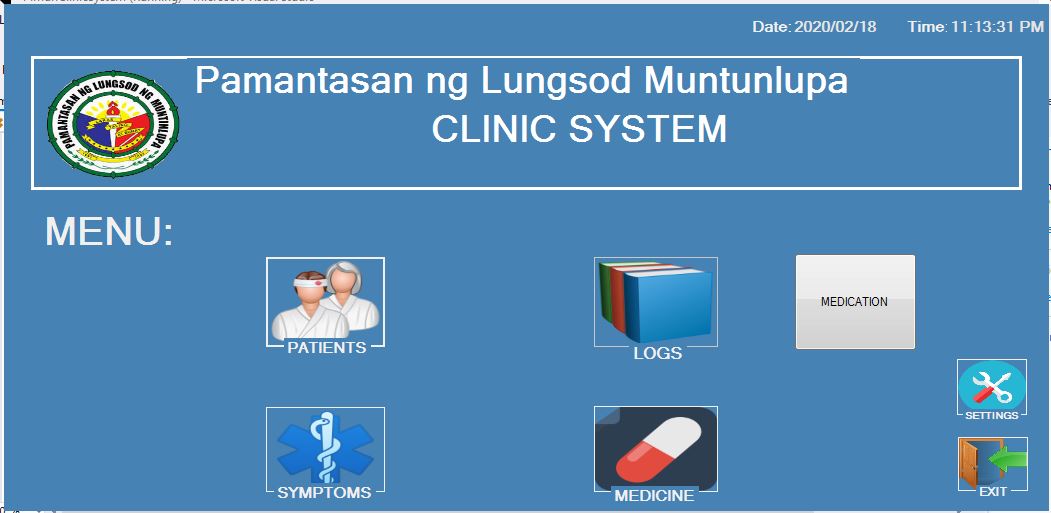 Date: 2020/02/18 Time: 11:13:31 PM
Pamantasan ng Lungsod Muntunlupa
CLINIC SYSTEM
PAMANTASAN NG LUNGSOD NG MUNTINLUPA
MENU:
PATIENTS
LOGS
MEDICATION
SETTINGS
SYMPTOMS
MEDICINE
EXIT